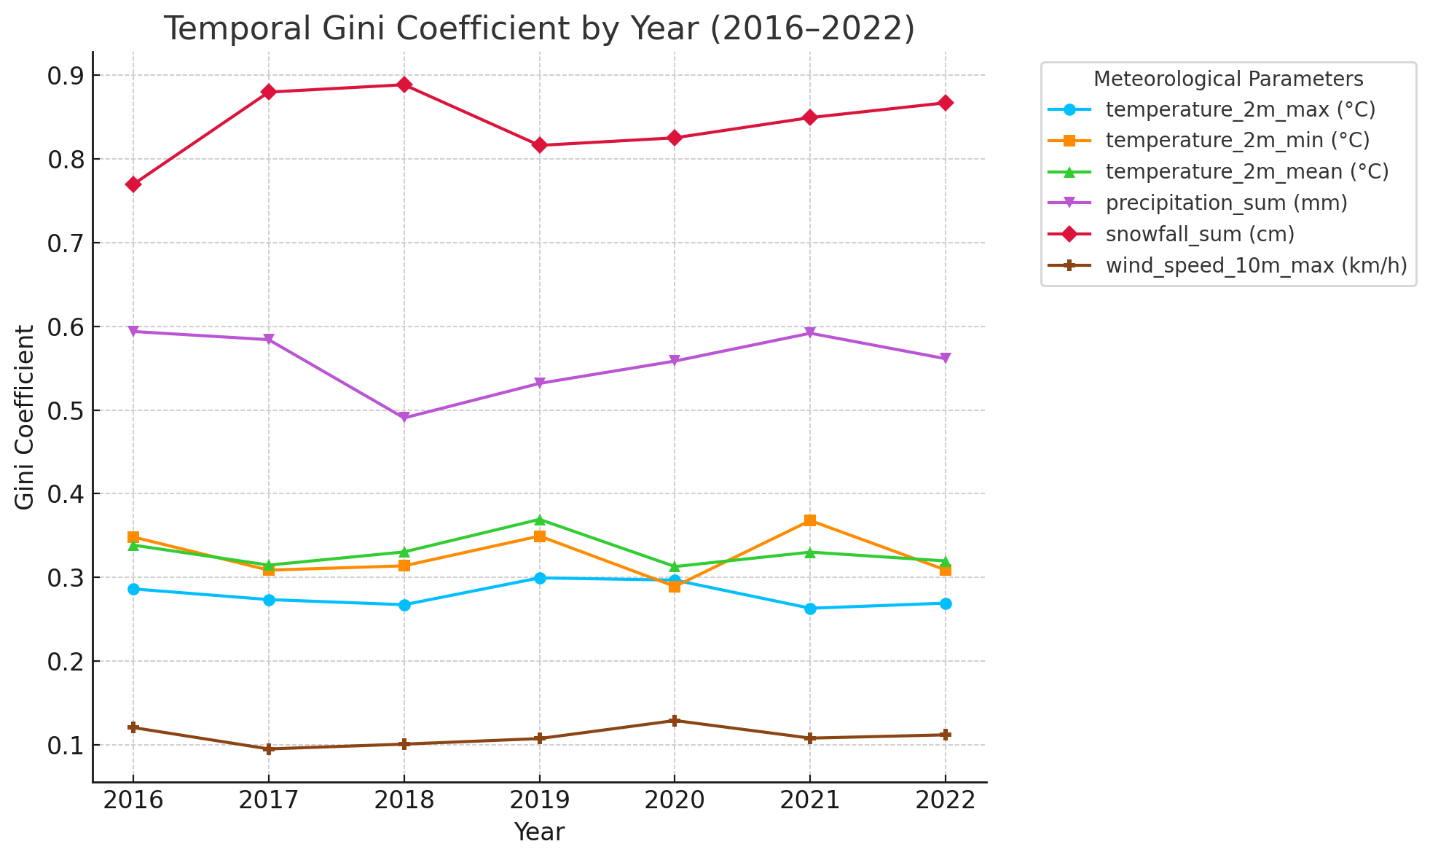 Temporal Gini Coefficient by Year (2016–2022)
Meteorological Parameters
temperature_2m_max (°C)
temperature_2m_min (°C)
temperature_2m_mean (°C)
precipitation_sum (mm)
snowfall_sum (cm)
wind_speed_10m_max (km/h)
Gini Coefficient
0.9
0.8
0.7
0.6
0.5
0.4
0.3
0.2
0.1
2016 2017 2018 2019 2020 2021 2022
Year